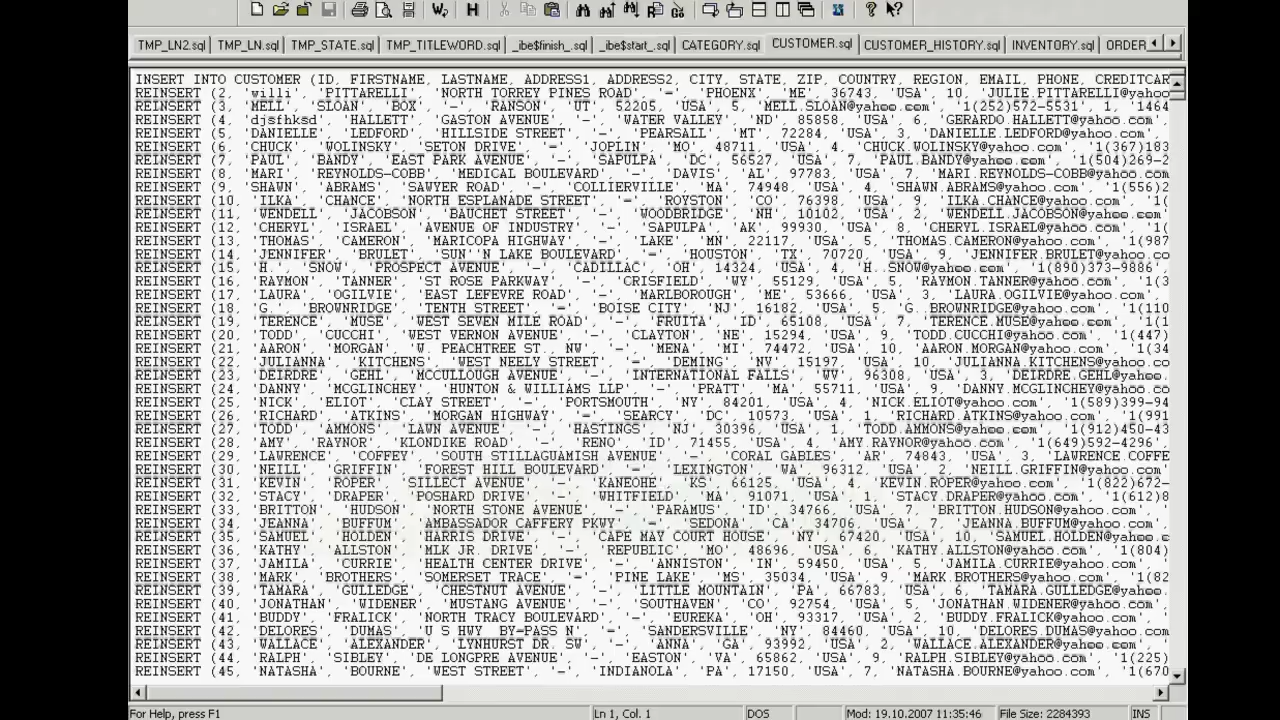 TMP_LN2.sql TMP_LN.sql TMP_STATE.sql TMP_TITLEWORD.sql _ibe$finish_.sql _ibe$start_.sql CATEGORY.sql CUSTOMER.sql CUSTOMER_HISTORY.sql INVENTORY.sql ORDER
INSERT INTO CUSTOMER (ID, FIRSTNAME, LASTNAME, ADDRESS1, ADDRESS2, CITY, STATE, ZIP, COUNTRY, REGION, EMAIL, PHONE, CREDITCAR
REINSERT (2, 'willi', 'PITTARELLI', 'NORTH TORREY PINES ROAD', '-', 'PHOENX', 'ME', 36743, 'USA', 10, 'JULIE.PITTARELLI@yahoo
REINSERT (3, 'MELL', 'SLOAN BOX', '-', 'RANSON', 'UT', 52205, 'USA', 5, 'MELL.SLOAN@yahoo.com', '1(252)572-5531', 1, '1464
REINSERT (4, 'djsfhksd', 'HALLETT', 'GASTON AVENUE', '-', 'WATER VALLEY', 'ND', 85858, 'USA', 6, 'GERARDO.HALLETT@yahoo.com',
REINSERT (5, 'DANIELLE', 'LEDFORD', 'HILLSIDE STREET', '-', 'PEARSALL', 'MT', 72284, 'USA', 3, 'DANIELLE.LEDFORD@yahoo.com',
REINSERT (6, 'CHUCK', 'WOLINSKY', 'SETON DRIVE', '-', 'JOPLIN', 'MO', 48711, 'USA', 4, 'CHUCK.WOLINSKY@yahoo.com', '1(367)183
REINSERT (7, 'PAUL', 'BANDY', 'EAST PARK AVENUE', '-', 'SAPULPA', 'DC', 56527, 'USA', 7, 'PAUL.BANDY@yahoo.com', '1(504)269-2
REINSERT (8, 'MARI', 'REYNOLDS-COBB', 'MEDICAL BOULEVARD', '-', 'DAVIS', 'AL', 97783, 'USA', 7, 'MARI.REYNOLDS-COBB@yahoo.com'
REINSERT (9, 'SHAWN', 'ABRAMS', 'SAWYER ROAD', '-', 'COLLIERVILLE', 'MA', 74948, 'USA', 4, 'SHAWN.ABRAMS@yahoo.com', '1(556)2
REINSERT (10, 'ILKA', 'CHANCE', 'NORTH ESPLANADE STREET', '-', 'ROYSTON', 'CO', 76398, 'USA', 9, 'ILKA.CHANCE@yahoo.com', '1(
REINSERT (11, 'WENDELL', 'JACOBSON', 'BAUCHET STREET', '-', 'WOODBRIDGE', 'NH', 10102, 'USA', 2, 'WENDELL.JACOBSON@yahoo.com'
REINSERT (12, 'CHERYL', 'ISRAEL', 'AVENUE OF INDUSTRY', '-', 'SAPULPA', 'AK', 99930, 'USA', 8, 'CHERYL.ISRAEL@yahoo.com', '1(
REINSERT (13, 'THOMAS', 'CAMERON', 'MARICOPA HIGHWAY', '-', 'LAKE', 'MN', 22117, 'USA', 5, 'THOMAS.CAMERON@yahoo.com', '1(987
REINSERT (14, 'JENNIFER', 'BRULET', 'SUN''N LAKE BOULEVARD', '-', 'HOUSTON', 'TX', 70720, 'USA', 9, 'JENNIFER.BRULET@yahoo.com
REINSERT (15, 'H.', 'SNOW', 'PROSPECT AVENUE', '-', 'CADILLAC', 'OH', 14324, 'USA', 4, 'H..SNOW@yahoo.com', '1(890)373-9886',
REINSERT (16, 'RAYMON', 'TANNER', 'ST ROSE PARKWAY', '-', 'CRISFIELD', 'WY', 55129, 'USA', 5, 'RAYMON.TANNER@yahoo.com', '1(3
REINSERT (17, 'LAURA', 'OGILVIE', 'EAST LEFEVRE ROAD', '-', 'MARLBOROUGH', 'ME', 53666, 'USA', 3, 'LAURA.OGILVIE@yahoo.com',
REINSERT (18, 'G.', 'BROWNRIDGE', 'TENTH STREET', '-', 'BOISE CITY', 'NJ', 16182, 'USA', 5, 'G..BROWNRIDGE@yahoo.com', '1(110
REINSERT (19, 'TERENCE', 'MUSE', 'WEST SEVEN MILE ROAD', '-', 'FRUITA', 'ID', 65108, 'USA', 7, 'TERENCE.MUSE@yahoo.com', '1(1
REINSERT (20, 'TODD', 'CUCCHI', 'WEST VERNON AVENUE', '-', 'CLAYTON', 'NE', 15294, 'USA', 9, 'TODD.CUCCHI@yahoo.com', '1(447)
REINSERT (21, 'AARON', 'MORGAN', 'W. PEACHTREE ST., NW', '-', 'MENA', 'MI', 74472, 'USA', 10, 'AARON.MORGAN@yahoo.com', '1(34
REINSERT (22, 'JULIANNA', 'KITCHENS', 'WEST NEELY STREET', '-', 'DEMING', 'NV', 15197, 'USA', 10, 'JULIANNA.KITCHENS@yahoo.com
REINSERT (23, 'DEIRDRE', 'GEHL', 'MCCULLOUGH AVENUE', '-', 'INTERNATIONAL FALLS', 'WV', 96308, 'USA', 3, 'DEIRDRE.GEHL@yahoo.
REINSERT (24, 'DANNY', 'MCGLINCHEY', 'HUNTON & WILLIAMS LLP', '-', 'PRATT', 'MA', 55711, 'USA', 9, 'DANNY.MCGLINCHEY@yahoo.co
REINSERT (25, 'NICK', 'ELIOT', 'CLAY STREET', '-', 'PORTSMOUTH', 'NY', 84201, 'USA', 4, 'NICK.ELIOT@yahoo.com', '1(589)399-94
REINSERT (26, 'RICHARD', 'ATKINS', 'MORGAN HIGHWAY', '-', 'SEARCY', 'DC', 10573, 'USA', 1, 'RICHARD.ATKINS@yahoo.com', '1(991
REINSERT (27, 'TODD', 'AMMONS', 'LAWN AVENUE', '-', 'HASTINGS', 'NJ', 30396, 'USA', 1, 'TODD.AMMONS@yahoo.com', '1(912)450-43
REINSERT (28, 'AMY', 'RAYNOR', 'KLONDIKE ROAD', '-', 'RENO', 'ID', 71455, 'USA', 4, 'AMY.RAYNOR@yahoo.com', '1(649)592-4296',
REINSERT (29, 'LAWRENCE', 'COFFEY', 'SOUTH STILLAGUAMISH AVENUE', '-', 'CORAL GABLES', 'AR', 74843, 'USA', 3, 'LAWRENCE.COFFE
REINSERT (30, 'NEILL', 'GRIFFIN', 'FOREST HILL BOULEVARD', '-', 'LEXINGTON', 'WA', 96312, 'USA', 2, 'NEILL.GRIFFIN@yahoo.com'
REINSERT (31, 'KEVIN', 'ROPER', 'SILLECT AVENUE', '-', 'KANEOHE', 'KS', 66125, 'USA', 4, 'KEVIN.ROPER@yahoo.com', '1(822)672-
REINSERT (32, 'STACY', 'DRAPER', 'POSHARD DRIVE', '-', 'WHITFIELD', 'MA', 91071, 'USA', 1, 'STACY.DRAPER@yahoo.com', '1(612)8
REINSERT (33, 'BRITTON', 'HUDSON', 'NORTH STONE AVENUE', '-', 'PARAMUS', 'ID', 34766, 'USA', 7, 'BRITTON.HUDSON@yahoo.com', '
REINSERT (34, 'JEANNA', 'BUFFUM', 'AMBASSADOR CAFFERY PKWY', '-', 'SEDONA', 'CA', 34706, 'USA', 7, 'JEANNA.BUFFUM@yahoo.com',
REINSERT (35, 'SAMUEL', 'HOLDEN', 'HARRIS DRIVE', '-', 'CAPE MAY COURT HOUSE', 'NY', 67420, 'USA', 10, 'SAMUEL.HOLDEN@yahoo.c
REINSERT (36, 'KATHY', 'ALLSTON', 'MLK JR. DRIVE', '-', 'REPUBLIC', 'MO', 48696, 'USA', 6, 'KATHY.ALLSTON@yahoo.com', '1(804)
REINSERT (37, 'JAMILA', 'CURRIE', 'HEALTH CENTER DRIVE', '-', 'ANNISTON', 'IN', 59450, 'USA', 5, 'JAMILA.CURRIE@yahoo.com', '
REINSERT (38, 'MARK', 'BROTHERS', 'SOMERSET TRACE', '-', 'PINE LAKE', 'MS', 35034, 'USA', 9, 'MARK.BROTHERS@yahoo.com', '1(82
REINSERT (39, 'TAMARA', 'GULLEDGE', 'CHESTNUT AVENUE', '-', 'LITTLE MOUNTAIN', 'PA', 66783, 'USA', 6, 'TAMARA.GULLEDGE@yahoo.c
REINSERT (40, 'JONATHAN', 'WIDENER', 'MUSTANG AVENUE', '-', 'SOUTHAVEN', 'CO', 92754, 'USA', 5, 'JONATHAN.WIDENER@yahoo.com',
REINSERT (41, 'BUDDY', 'FRALICK', 'NORTH TRACY BOULEVARD', '-', 'EUREKA', 'OH', 93317, 'USA', 2, 'BUDDY.FRALICK@yahoo.com', '
REINSERT (42, 'DELORES', 'DUMAS', 'U S HWY. BY-PASS N', '-', 'SANDERSVILLE', 'NY', 84460, 'USA', 10, 'DELORES.DUMAS@yahoo.com
REINSERT (43, 'WALLACE', 'ALEXANDER', 'LYNHURST DR. SW', '-', 'ANNA', 'GA', 93992, 'USA', 2, 'WALLACE.ALEXANDER@yahoo.com', '
REINSERT (44, 'RALPH', 'SIBLEY', 'DE LONGPRE AVENUE', '-', 'EASTON', 'VA', 65862, 'USA', 9, 'RALPH.SIBLEY@yahoo.com', '1(225)
REINSERT (45, 'NATASHA', 'BOURNE', 'WEST STREET', '-', 'INDIANOLA', 'PA', 17150, 'USA', 7, 'NATASHA.BOURNE@yahoo.com', '1(670
For Help, press F1 Ln 1, Col. 1 DOS Mod: 19.10.2007 11:35:46 File Size: 2284393 INS